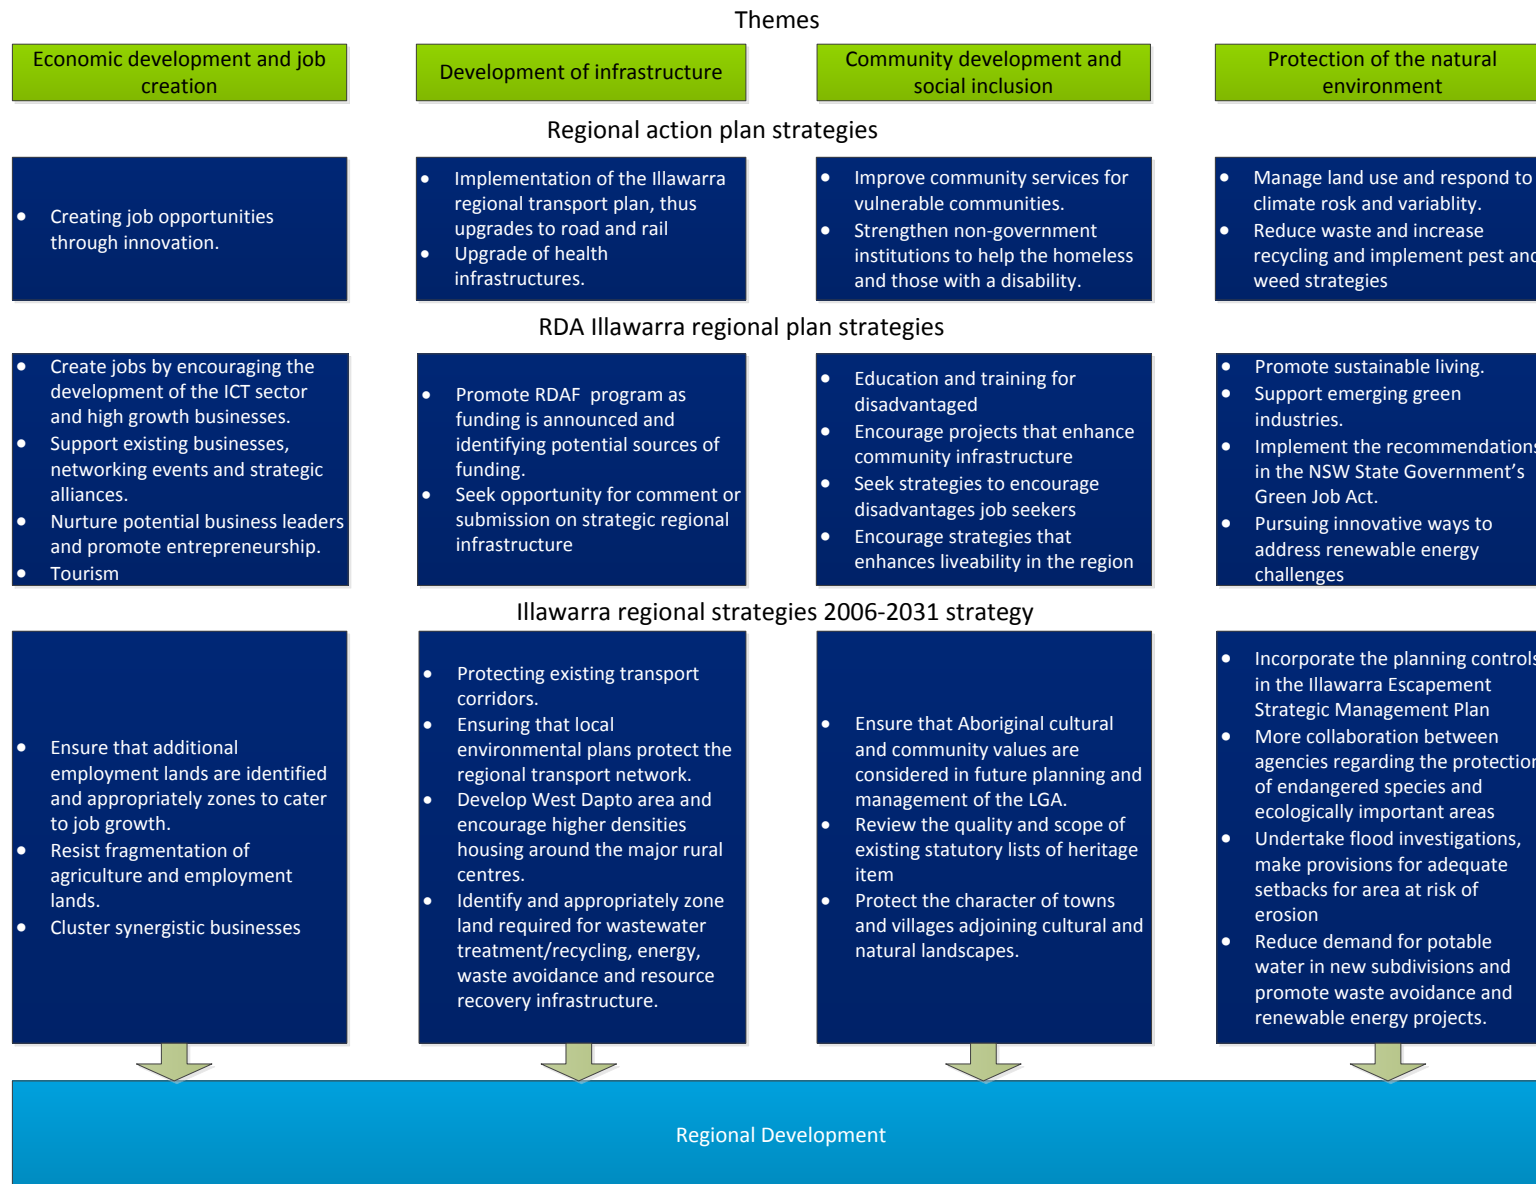 Themes
Economic development and job
creation
Development of infrastructure
Community development and
social inclusion
Protection of the natural
environment
Regional action plan strategies
• Creating job opportunities
through innovation.
• Implementation of the Illawarra
regional transport plan, thus
upgrades to road and rail
• Upgrade of health
infrastructures.
• Improve community services for
vulnerable communities.
• Strengthen non-government
institutions to help the homeless
and those with a disability.
• Manage land use and respond to
climate rosk and variablity.
• Reduce waste and increase
recycling and implement pest and
weed strategies
RDA Illawarra regional plan strategies
• Create jobs by encouraging the
development of the ICT sector
and high growth businesses.
• Support existing businesses,
networking events and strategic
alliances.
• Nurture potential business leaders
and promote entrepreneurship.
• Tourism
• Promote RDAF program as
funding is announced and
identifying potential sources of
funding.
• Seek opportunity for comment or
submission on strategic regional
infrastructure
• Education and training for
disadvantaged
• Encourage projects that enhance
community infrastructure
• Seek strategies to encourage
disadvantages job seekers
• Encourage strategies that
enhances liveability in the region
• Promote sustainable living.
• Support emerging green
industries.
• Implement the recommendations
in the NSW State Government’s
Green Job Act.
• Pursuing innovative ways to
address renewable energy
challenges
Illawarra regional strategies 2006-2031 strategy
• Ensure that additional
employment lands are identified
and appropriately zones to cater
to job growth.
• Resist fragmentation of
agriculture and employment
lands.
• Cluster synergistic businesses
• Protecting existing transport
corridors.
• Ensuring that local
environmental plans protect the
regional transport network.
• Develop West Dapto area and
encourage higher densities
housing around the major rural
centres.
• Identify and appropriately zone
land required for wastewater
treatment/recycling, energy,
waste avoidance and resource
recovery infrastructure.
• Ensure that Aboriginal cultural
and community values are
considered in future planning and
management of the LGA.
• Review the quality and scope of
existing statutory lists of heritage
item
• Protect the character of towns
and villages adjoining cultural and
natural landscapes.
• Incorporate the planning controls
in the Illawarra Escapement
Strategic Management Plan
• More collaboration between
agencies regarding the protection
of endangered species and
ecologically important areas
• Undertake flood investigations,
make provisions for adequate
setbacks for area at risk of
erosion
• Reduce demand for potable
water in new subdivisions and
promote waste avoidance and
renewable energy projects.
Regional Development